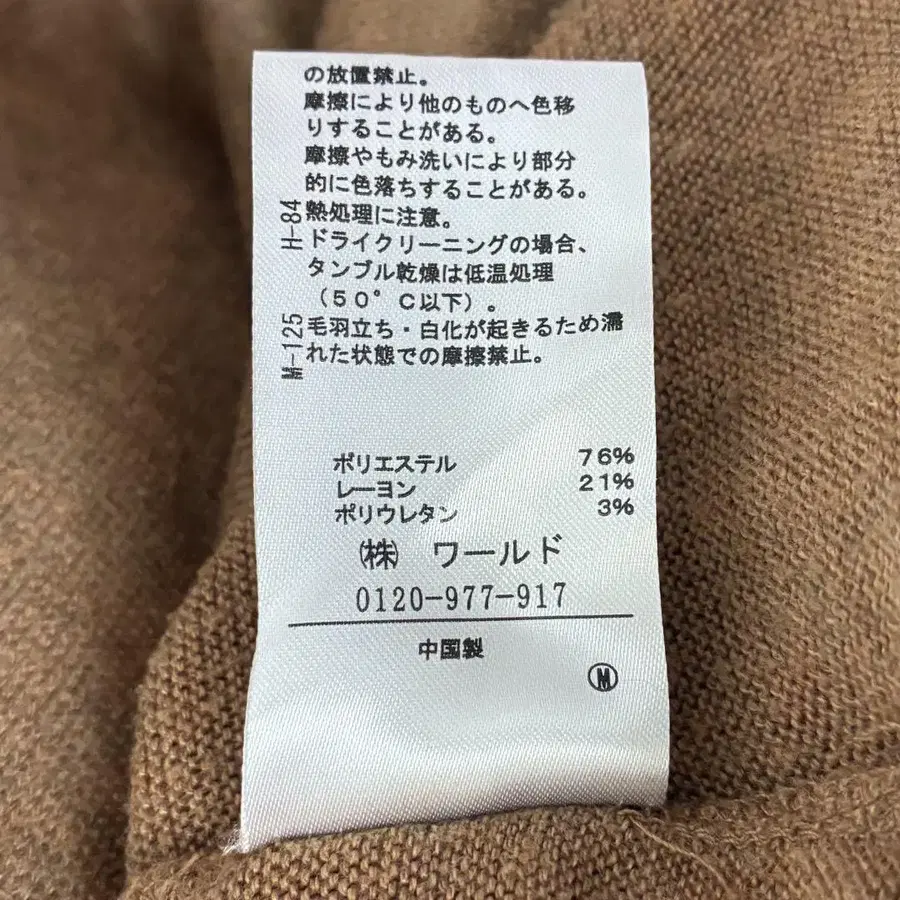 の放置禁止。
摩擦により他のものへ色移
りすることがある。
摩擦やもみ洗いにより部分
的に色落ちすることがある。
熱処理に注意。
ドライクリーニングの場合、
タンブル乾燥は低温処理
（５０°Ｃ以下）。
毛羽立ち・白化が起きるため濡
れた状態での摩擦禁止。
H-84
M-125
ポリエステル 76%
レーヨン 21%
ポリウレタン 3%
㈱ ワールド
0120-977-917
中国製
Ⓜ